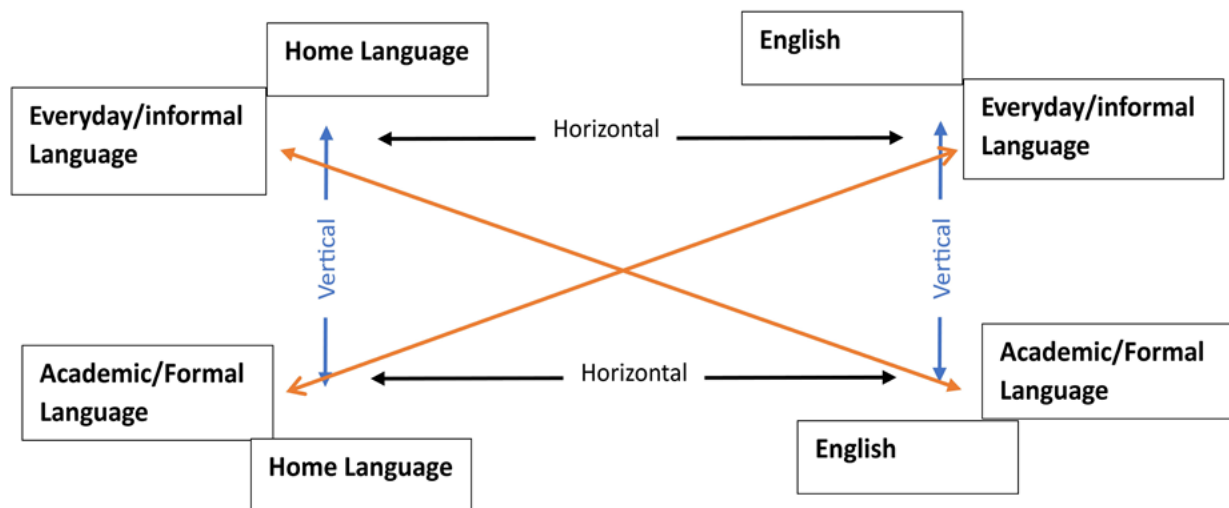 Home Language
English
Everyday/informal
Language
Everyday/informal
Language
Horizontal
Vertical
Vertical
Academic/Formal
Language
Horizontal
Academic/Formal
Language
Home Language
English